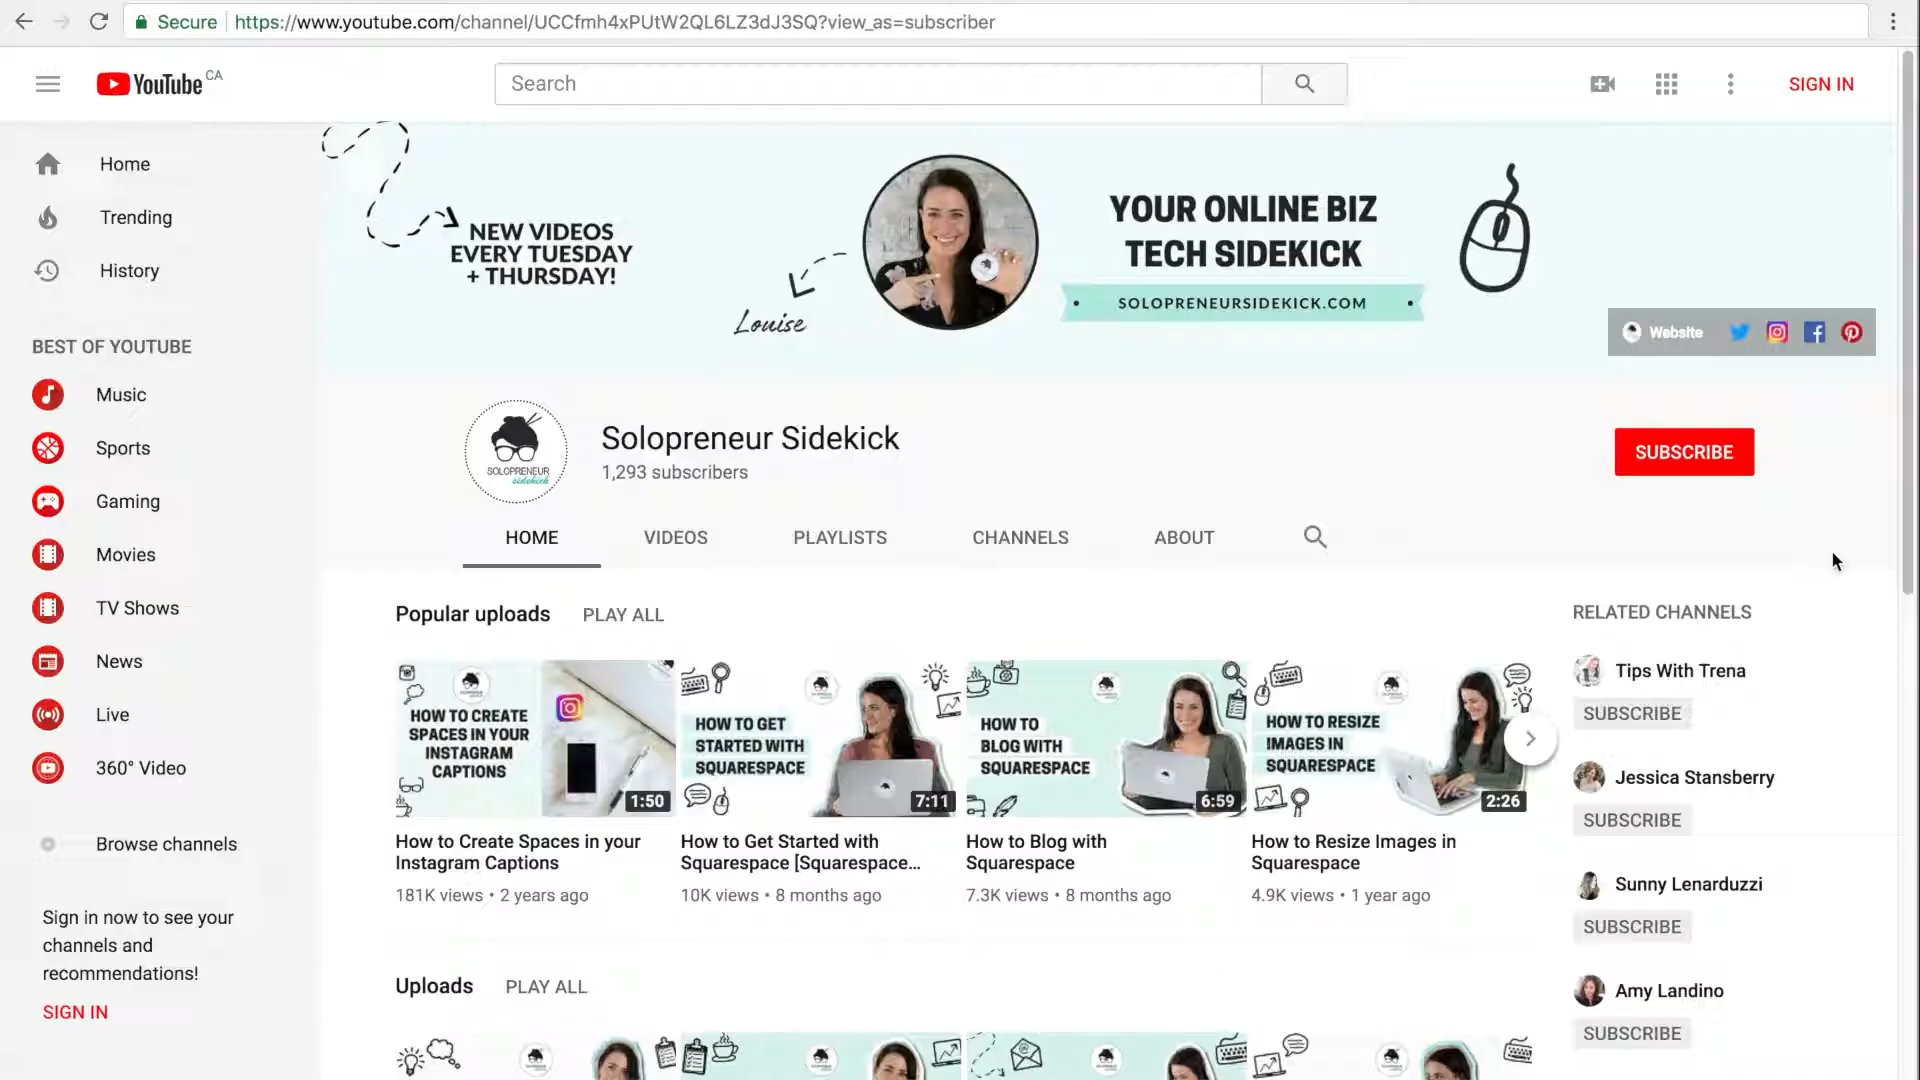 Secure https://www.youtube.com/channel/UCCfmh4xPUtW2QL6LZ3dJ3SQ?view_as=subscriber
YouTube CA
Search
SIGN IN
Home
Trending
History
BEST OF YOUTUBE
Music
Sports
Gaming
Movies
TV Shows
News
Live
360° Video
Browse channels
Sign in now to see your
channels and
recommendations!
SIGN IN
NEW VIDEOS
EVERY TUESDAY
+ THURSDAY!
Louise
YOUR ONLINE BIZ
TECH SIDEKICK
SOLOPRENEURSIDEKICK.COM
Website
SOLOPRENEUR
sidekick
Solopreneur Sidekick
1,293 subscribers
SUBSCRIBE
HOME
VIDEOS
PLAYLISTS
CHANNELS
ABOUT
Popular uploads PLAY ALL
HOW TO CREATE
SPACES IN YOUR
INSTAGRAM
CAPTIONS
1:50
How to Create Spaces in your
Instagram Captions
181K views • 2 years ago
HOW TO GET
STARTED WITH
SQUARESPACE
7:11
How to Get Started with
Squarespace [Squarespace...
10K views • 8 months ago
HOW TO
BLOG WITH
SQUARESPACE
6:59
How to Blog with
Squarespace
7.3K views • 8 months ago
HOW TO RESIZE
IMAGES IN
SQUARESPACE
2:26
How to Resize Images in
Squarespace
4.9K views • 1 year ago
Uploads PLAY ALL
RELATED CHANNELS
Tips With Trena
SUBSCRIBE
Jessica Stansberry
SUBSCRIBE
Sunny Lenarduzzi
SUBSCRIBE
Amy Landino
SUBSCRIBE